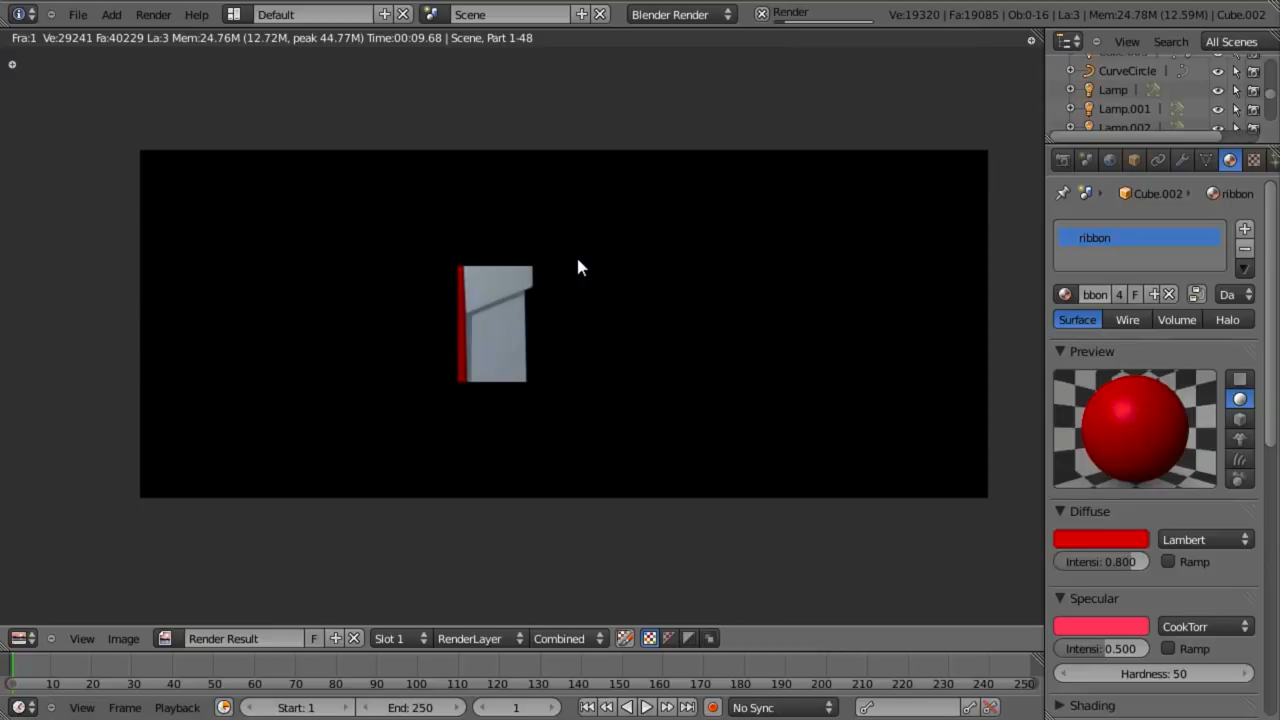 File Add Render Help Default Scene Blender Render Render Ve:19320 | Fa:19085 | Ob:0-16 | La:3 | Mem:24.78M (12.59M) | Cube.002
Fra:1 Ve:29241 Fa:40229 La:3 Mem:24.76M (12.72M, peak 44.77M) Time:00:09.68 | Scene, Part 1-48
View Search All Scenes
CurveCircle
Lamp
Lamp.001
Lamp.002
Cube.002 ribbon
ribbon
bbon 4 F Da
Surface Wire Volume Halo
Preview
Diffuse
Lambert
Intensi: 0.800 Ramp
Specular
CookTorr
Intensi: 0.500 Ramp
Hardness: 50
Shading
View Image Render Result F Slot 1 RenderLayer Combined
10 20 30 40 50 60 70 80 90 100 110 120 130 140 150 160 170 180 190 200 210 220 230 240 250
View Frame Playback Start: 1 End: 250 1 No Sync